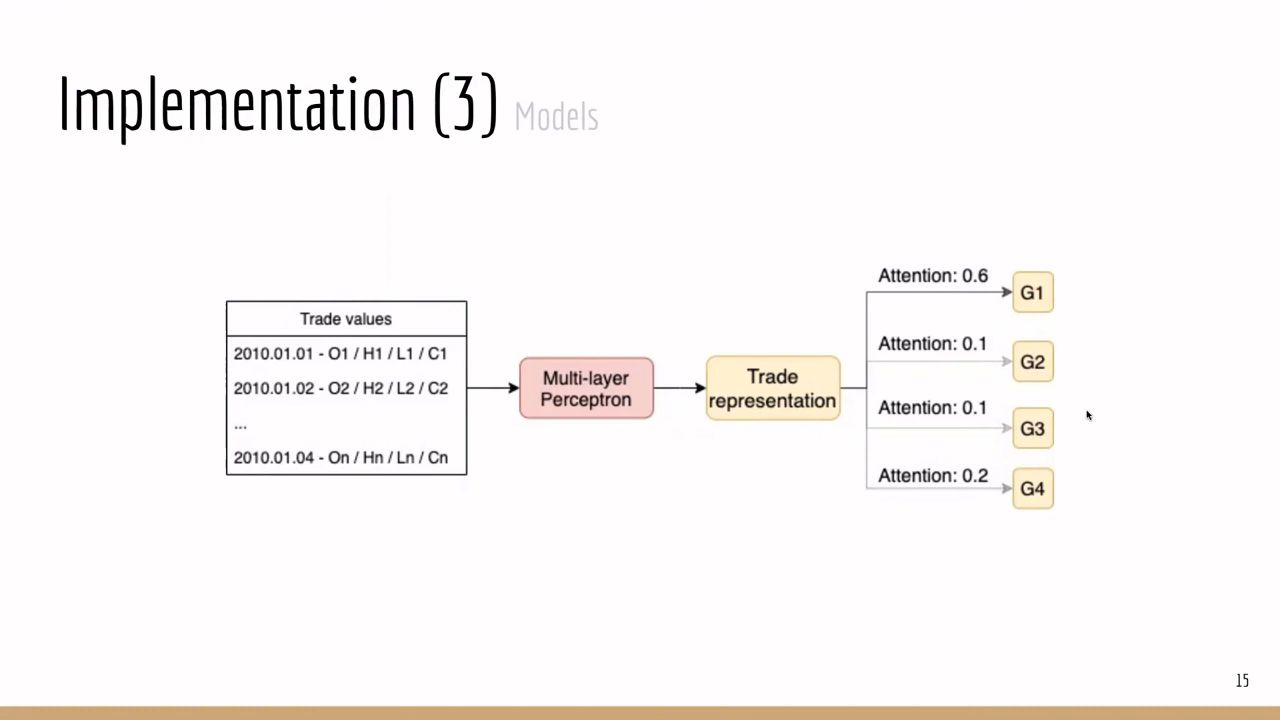 Implementation (3) Models
Trade values
2010.01.01 - O1 / H1 / L1 / C1
2010.01.02 - O2 / H2 / L2 / C2
...
2010.01.04 - On / Hn / Ln / Cn
Multi-layer
Perceptron
Trade
representation
Attention: 0.6
G1
Attention: 0.1
G2
Attention: 0.1
G3
Attention: 0.2
G4
15